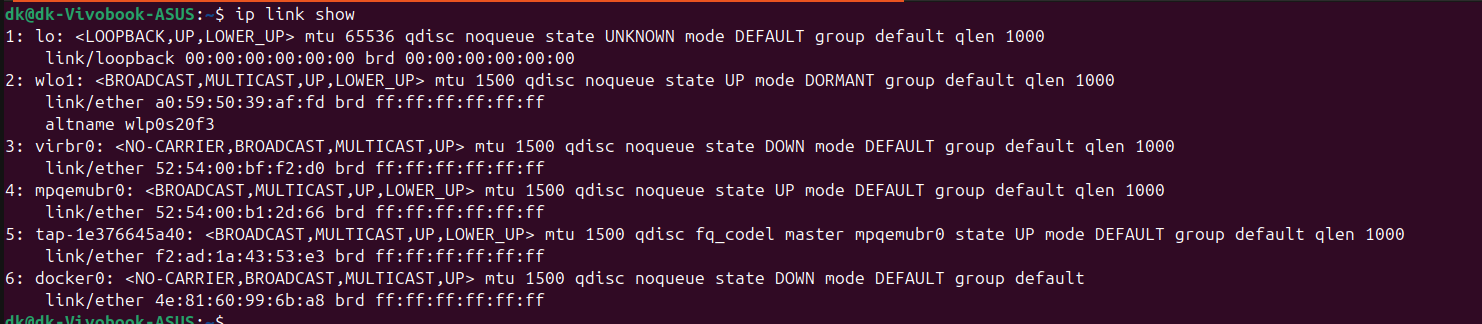 dk@dk-Vivobook-ASUS:~$ ip link show
1: lo: <LOOPBACK,UP,LOWER_UP> mtu 65536 qdisc noqueue state UNKNOWN mode DEFAULT group default qlen 1000
    link/loopback 00:00:00:00:00:00 brd 00:00:00:00:00:00
2: wlo1: <BROADCAST,MULTICAST,UP,LOWER_UP> mtu 1500 qdisc noqueue state UP mode DORMANT group default qlen 1000
    link/ether a0:59:50:39:af:fd brd ff:ff:ff:ff:ff:ff
    altname wlp0s20f3
3: virbr0: <NO-CARRIER,BROADCAST,MULTICAST,UP> mtu 1500 qdisc noqueue state DOWN mode DEFAULT group default qlen 1000
    link/ether 52:54:00:bf:f2:d0 brd ff:ff:ff:ff:ff:ff
4: mpqemubr0: <BROADCAST,MULTICAST,UP,LOWER_UP> mtu 1500 qdisc noqueue state UP mode DEFAULT group default qlen 1000
    link/ether 52:54:00:b1:2d:66 brd ff:ff:ff:ff:ff:ff
5: tap-1e376645a40: <BROADCAST,MULTICAST,UP,LOWER_UP> mtu 1500 qdisc fq_codel master mpqemubr0 state UP mode DEFAULT group default qlen 1000
    link/ether f2:ad:1a:43:53:e3 brd ff:ff:ff:ff:ff:ff
6: docker0: <NO-CARRIER,BROADCAST,MULTICAST,UP> mtu 1500 qdisc noqueue state DOWN mode DEFAULT group default
    link/ether 4e:81:60:99:6b:a8 brd ff:ff:ff:ff:ff:ff
dk@dk-Vivobook-ASUS:~$